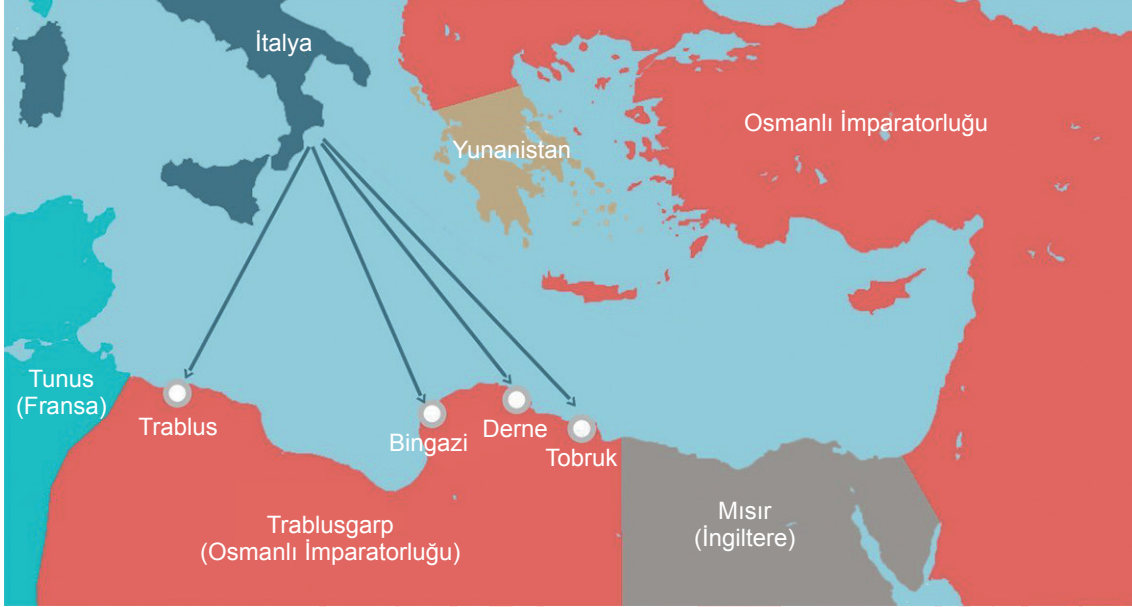 İtalya
Yunanistan
Osmanlı İmparatorluğu
Tunus
(Fransa)
Trablus
Bingazi
Derne
Tobruk
Trablusgarp
(Osmanlı İmparatorluğu)
Mısır
(İngiltere)